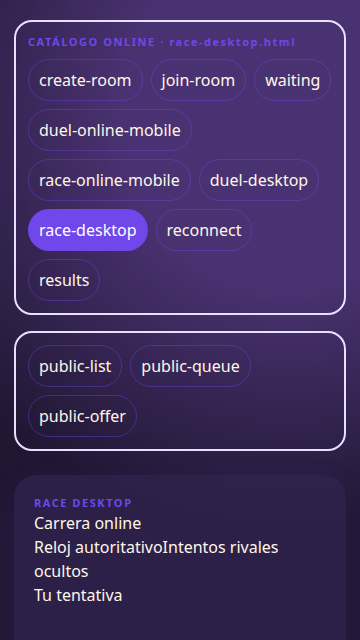 CATÁLOGO ONLINE · race-desktop.html
create-room join-room waiting
duel-online-mobile
race-online-mobile duel-desktop
race-desktop reconnect
results
public-list public-queue
public-offer
RACE DESKTOP
Carrera online
Reloj autoritativoIntentos rivales
ocultos
Tu tentativa